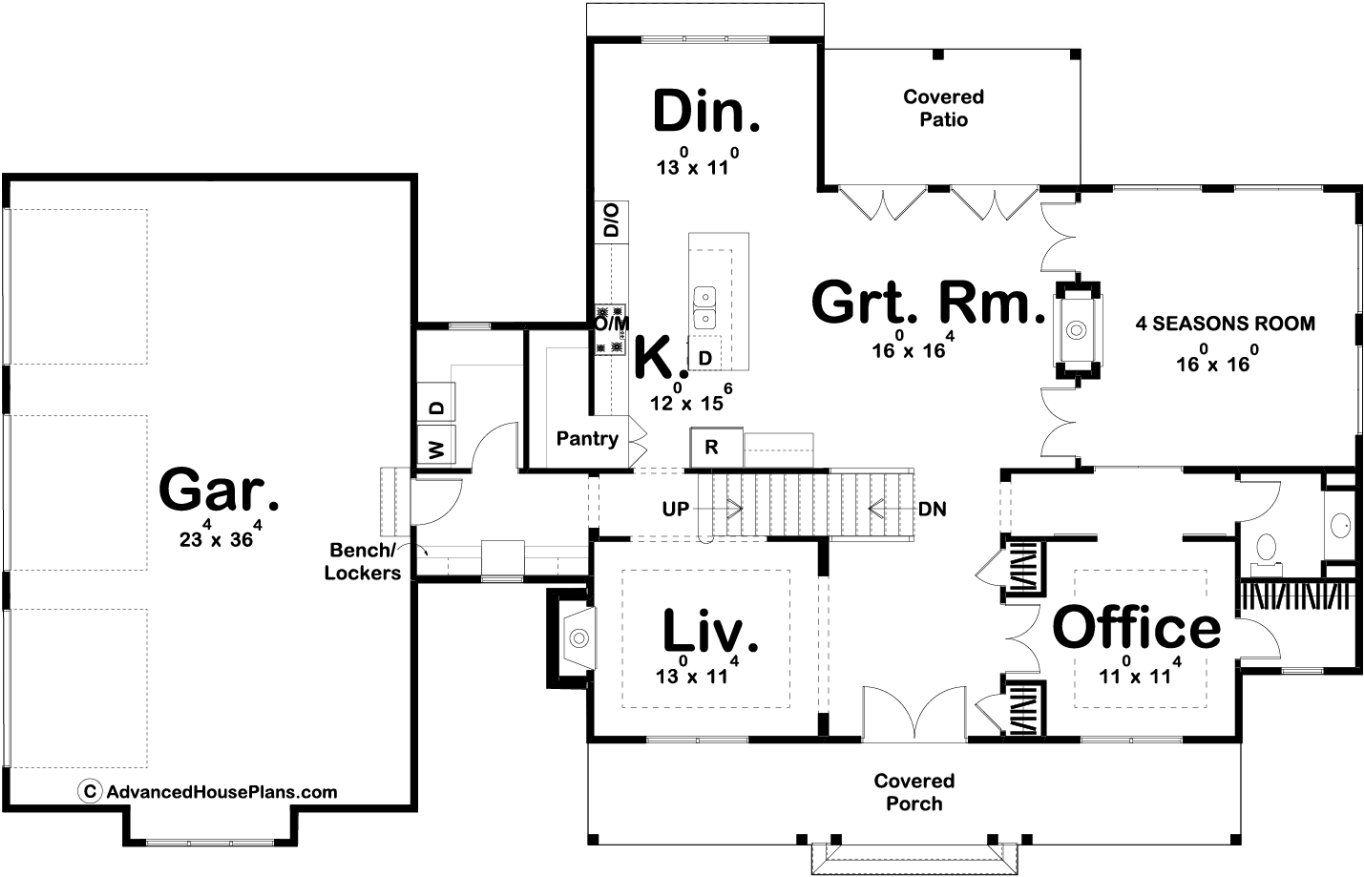 Din.
13⁰ x 11⁰
Covered
Patio
D/O
O/M
K.
12⁰ x 15⁶
D
Grt. Rm.
16⁰ x 16⁴
4 SEASONS ROOM
16⁰ x 16⁰
D
W
Pantry
R
Gar.
23⁴ x 36⁴
UP
DN
Bench/
Lockers
Liv.
13⁰ x 11⁴
Office
11⁰ x 11⁴
© AdvancedHousePlans.com
Covered
Porch